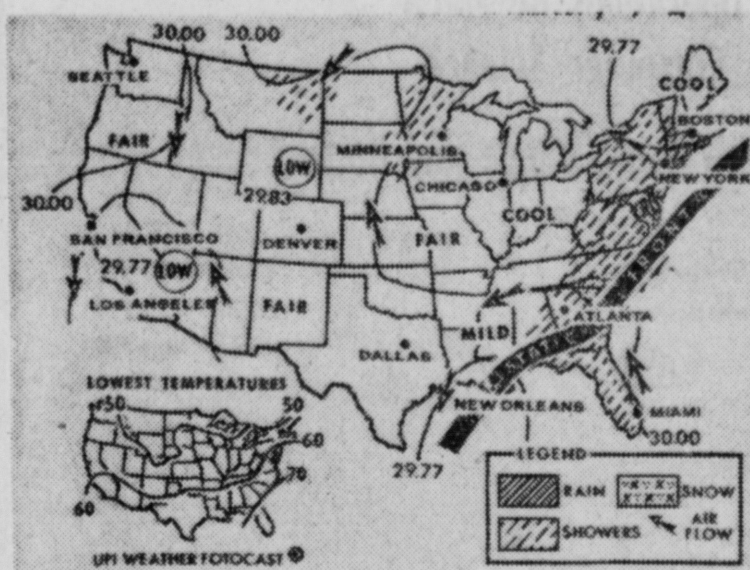 30.00 30.00
29.77
SEATTLE
COOL
BOSTON
FAIR
MINNEAPOLIS
LOW
NEW YORK
CHICAGO
29.83
30.00
COOL
SAN FRANCISCO
DENVER
FAIR
FRONT
29.77
LOW
LOS ANGELES
FAIR
ATLANTA
MILD
DALLAS
LOWEST TEMPERATURES
NEW ORLEANS
MIAMI
50
50
60
30.00
29.77
LEGEND
70
60
RAIN
SNOW
SHOWERS
AIR
FLOW
UPI WEATHER FOTOCAST